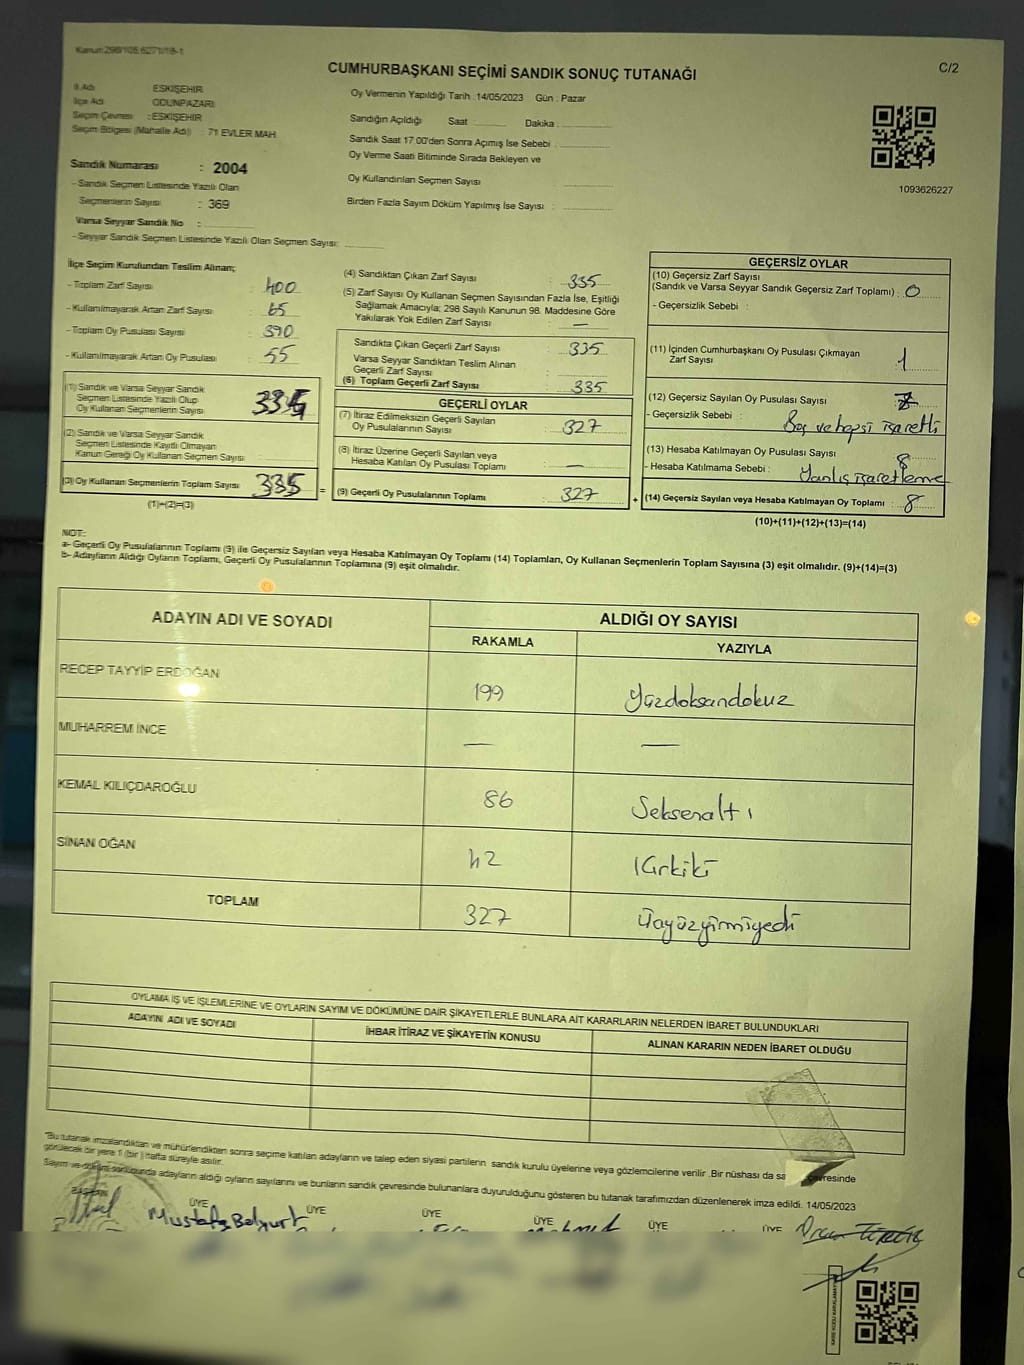 Kanun:298/105.6271/18-1
C/2
CUMHURBAŞKANI SEÇİMİ SANDIK SONUÇ TUTANAĞI
İl Adı : ESKİŞEHİR
İlçe Adı : ODUNPAZARI
Seçim Çevresi : ESKİŞEHİR
Seçim Bölgesi (Mahalle Adı) : 71 EVLER MAH.
Sandık Numarası : 2004
- Sandık Seçmen Listesinde Yazılı Olan
Seçmenlerin Sayısı : 369
Varsa Seyyar Sandık No :
- Seyyar Sandık Seçmen Listesinde Yazılı Olan Seçmen Sayısı:
Oy Vermenin Yapıldığı Tarih :14/05/2023 Gün : Pazar
Sandığın Açıldığı Saat Dakika
Sandık Saat 17:00'den Sonra Açımış İse Sebebi :
Oy Verme Saati Bitiminde Sırada Bekleyen ve
Oy Kullandırılan Seçmen Sayısı
Birden Fazla Sayım Döküm Yapılmış İse Sayısı :
1093626227
İlçe Seçim Kurulundan Teslim Alınan;
- Toplam Zarf Sayısı : 400
- Kullanılmayarak Artan Zarf Sayısı : 65
- Toplam Oy Pusulası Sayısı : 390
- Kullanılmayarak Artan Oy Pusulası : 55
(1) Sandık ve Varsa Seyyar Sandık
Seçmen Listesinde Yazılı Olup
Oy Kullanan Seçmenlerin Sayısı : 335
(2) Sandık ve Varsa Seyyar Sandık
Seçmen Listesinde Kayıtlı Olmayan
Kanun Gereği Oy Kullanan Seçmen Sayısı :
(3) Oy Kullanan Seçmenlerin Toplam Sayısı : 335
(1)+(2)=(3)
(4) Sandıktan Çıkan Zarf Sayısı : 335
(5) Zarf Sayısı Oy Kullanan Seçmen Sayısından Fazla İse, Eşitliği
Sağlamak Amacıyla; 298 Sayılı Kanunun 98. Maddesine Göre
Yakılarak Yok Edilen Zarf Sayısı : —
Sandıkta Çıkan Geçerli Zarf Sayısı : 335
Varsa Seyyar Sandıktan Teslim Alınan
Geçerli Zarf Sayısı :
(6) Toplam Geçerli Zarf Sayısı : 335
GEÇERLİ OYLAR
(7) İtiraz Edilmeksizin Geçerli Sayılan
Oy Pusulalarının Sayısı : 327
(8) İtiraz Üzerine Geçerli Sayılan veya
Hesaba Katılan Oy Pusulası Toplamı : —
= (9) Geçerli Oy Pusulalarının Toplamı : 327
GEÇERSİZ OYLAR
(10) Geçersiz Zarf Sayısı
(Sandık ve Varsa Seyyar Sandık Geçersiz Zarf Toplamı) : 0
- Geçersizlik Sebebi :
(11) İçinden Cumhurbaşkanı Oy Pusulası Çıkmayan
Zarf Sayısı : 1
(12) Geçersiz Sayılan Oy Pusulası Sayısı :
- Geçersizlik Sebebi : Boş ve hepsi işaretli
(13) Hesaba Katılmayan Oy Pusulası Sayısı : 8
- Hesaba Katılmama Sebebi : Yanlış işaretleme
+ (14) Geçersiz Sayılan veya Hesaba Katılmayan Oy Toplamı : 8
(10)+(11)+(12)+(13)=(14)
NOT:
a- Geçerli Oy Pusulalarının Toplamı (9) ile Geçersiz Sayılan veya Hesaba Katılmayan Oy Toplamı (14) Toplamları, Oy Kullanan Seçmenlerin Toplam Sayısına (3) eşit olmalıdır. (9)+(14)=(3)
b- Adayların Aldığı Oyların Toplamı, Geçerli Oy Pusulalarının Toplamına (9) eşit olmalıdır.
ADAYIN ADI VE SOYADI ALDIĞI OY SAYISI
RAKAMLA YAZIYLA
RECEP TAYYİP ERDOĞAN 199 Yüzdoksandokuz
MUHARREM İNCE — —
KEMAL KILIÇDAROĞLU 86 Seksenaltı
SİNAN OĞAN 42 Kırkiki
TOPLAM 327 Üçyüzyirmiyedi
OYLAMA İŞ VE İŞLEMLERİNE VE OYLARIN SAYIM VE DÖKÜMÜNE DAİR ŞİKAYETLERLE BUNLARA AİT KARARLARIN NELERDEN İBARET BULUNDUKLARI
ADAYIN ADI VE SOYADI İHBAR İTİRAZ VE ŞİKAYETİN KONUSU ALINAN KARARIN NEDEN İBARET OLDUĞU
*Bu tutanak imzalandıktan ve mühürlendikten sonra seçime katılan adayların ve talep eden siyasi partilerin sandık kurulu üyelerine veya gözlemcilerine verilir .Bir nüshası da sa çevresinde
görülecek bir yere 1 (bir) hafta süreyle asılır.
Sayım ve döküm sonucunda adayların aldığı oyların sayılarını ve bunların sandık çevresinde bulunanlara duyurulduğunu gösteren bu tutanak tarafımızdan düzenlenerek imza edildi. 14/05/2023
BAŞKAN ÜYE ÜYE ÜYE ÜYE ÜYE ÜYE
Mustafa Belyurt